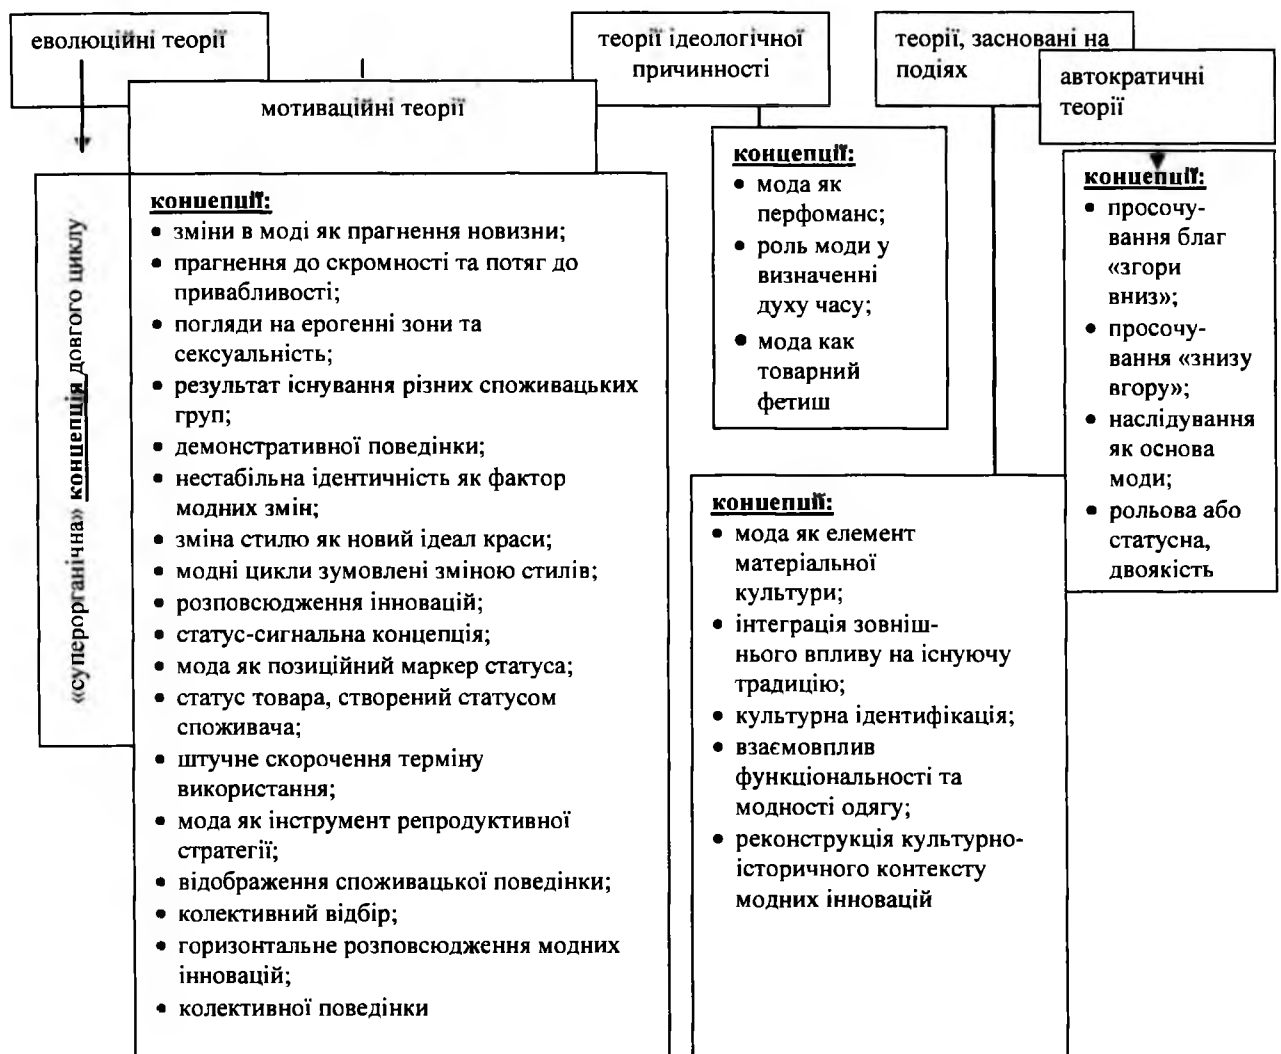 еволюційні теорії
мотиваційні теорії
теорії ідеологічної
причинності
теорії, засновані на
подіях
автократичні
теорії
«суперорганічна» концепція довгого циклу
концепції:
• зміни в моді як прагнення новизни;
• прагнення до скромності та потяг до
привабливості;
• погляди на ерогенні зони та
сексуальність;
• результат існування різних споживацьких
груп;
• демонстративної поведінки;
• нестабільна ідентичність як фактор
модних змін;
• зміна стилю як новий ідеал краси;
• модні цикли зумовлені зміною стилів;
• розповсюдження інновацій;
• статус-сигнальна концепція;
• мода як позиційний маркер статуса;
• статус товара, створений статусом
споживача;
• штучне скорочення терміну
використання;
• мода як інструмент репродуктивної
стратегії;
• відображення споживацької поведінки;
• колективний відбір;
• горизонтальне розповсюдження модних
інновацій;
• колективної поведінки
концепції:
• мода як
перфоманс;
• роль моди у
визначенні
духу часу;
• мода как
товарний
фетиш
концепції:
• мода як елемент
матеріальної
культури;
• інтеграція зовніш-
нього впливу на існуючу
традицію;
• культурна ідентифікація;
• взаємовплив
функціональності та
модності одягу;
• реконструкція культурно-
історичного контексту
модних інновацій
концепції:
• просочу-
вання благ
«згори
вниз»;
• просочу-
вання «знизу
вгору»;
• наслідування
як основа
моди;
• рольова або
статусна,
двоякість